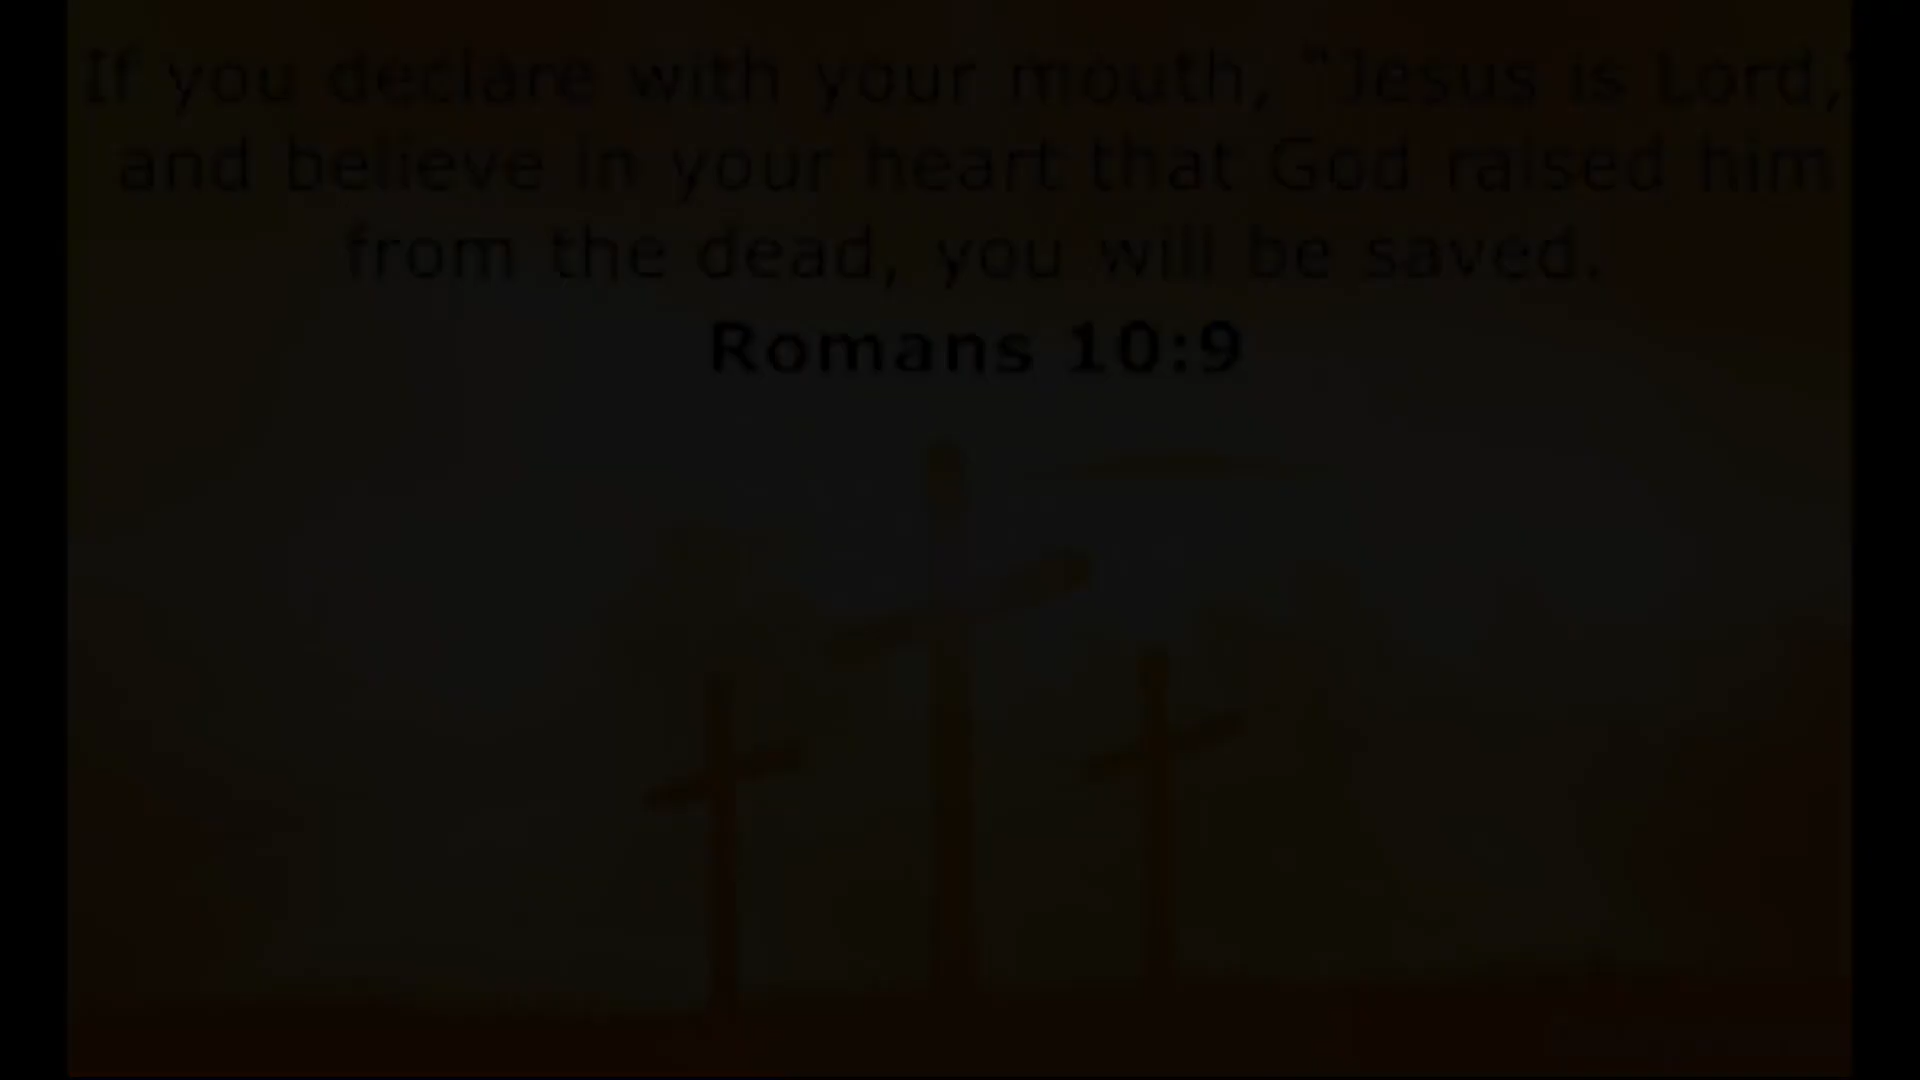 If you declare with your mouth, "Jesus is Lord,"
and believe in your heart that God raised him
from the dead, you will be saved.
Romans 10:9